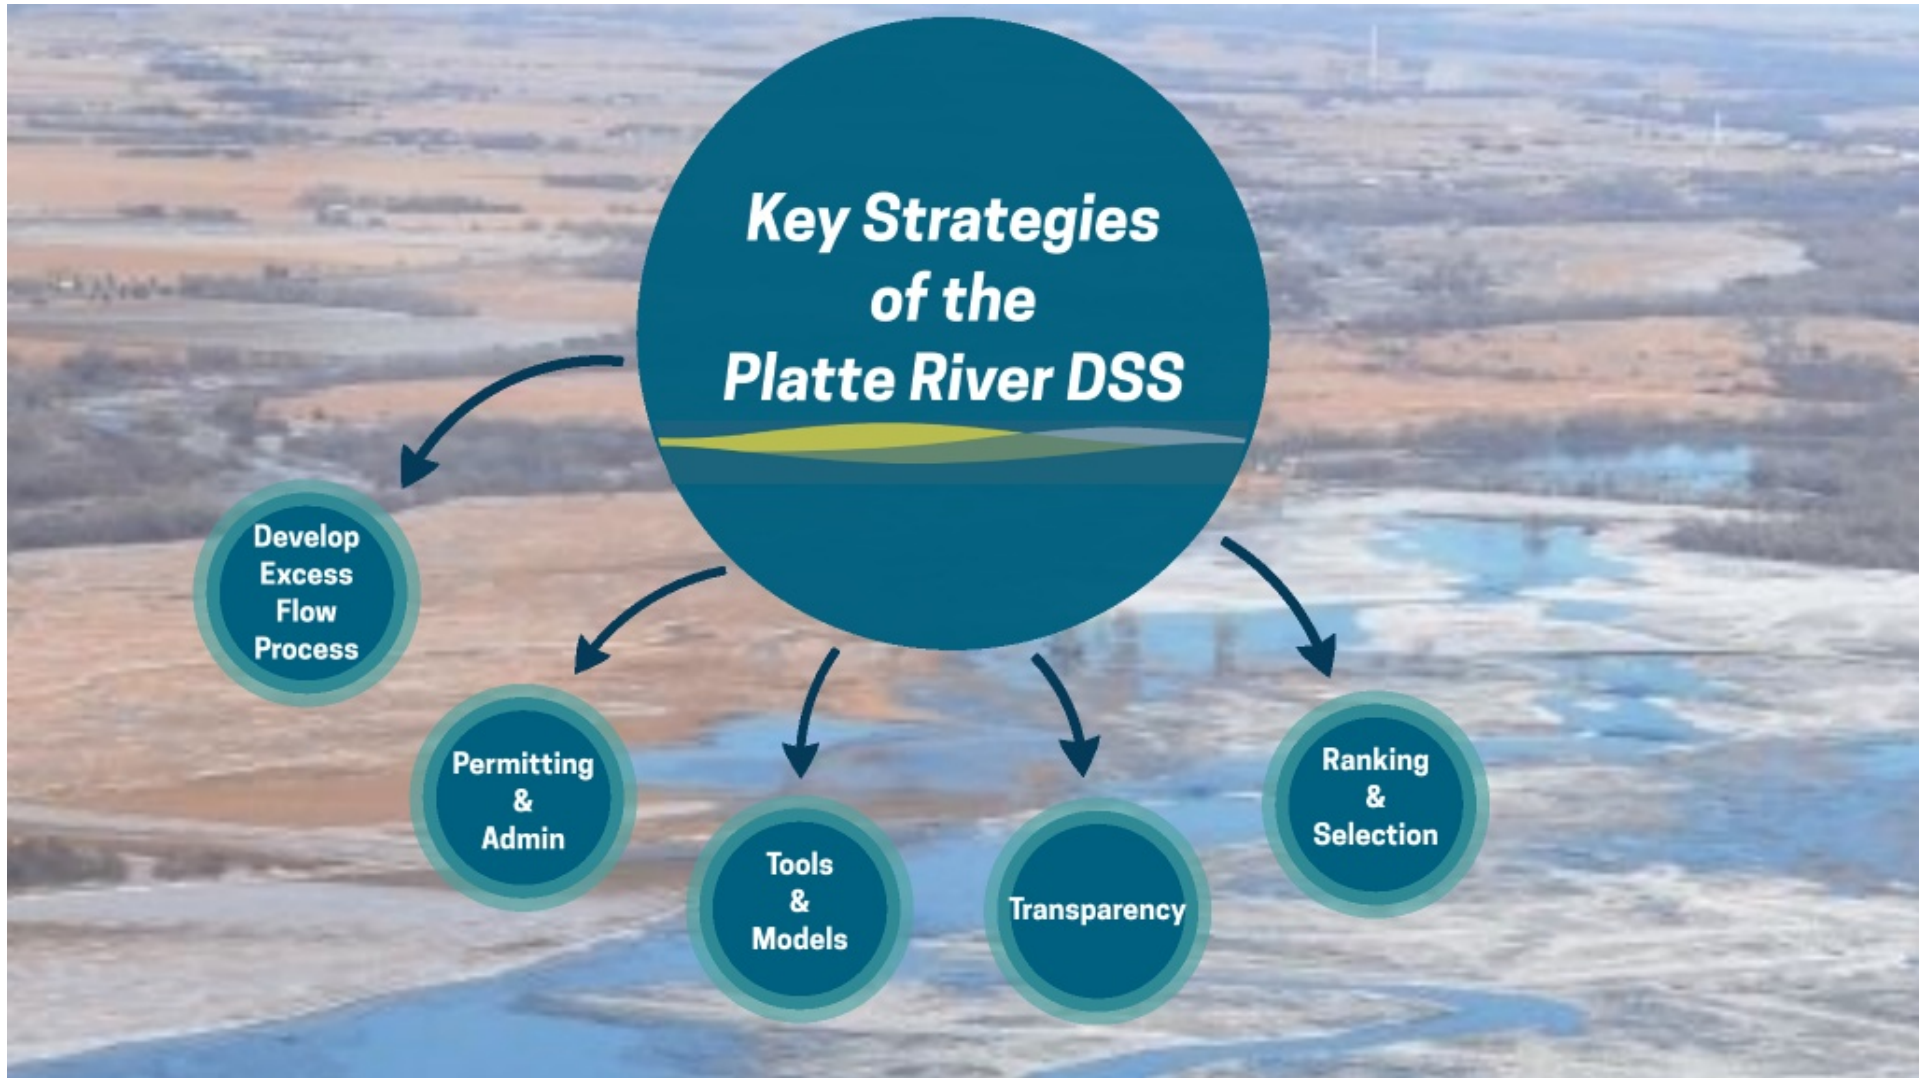 Key Strategies
of the
Platte River DSS
Develop
Excess
Flow
Process
Permitting
&
Admin
Tools
&
Models
Transparency
Ranking
&
Selection